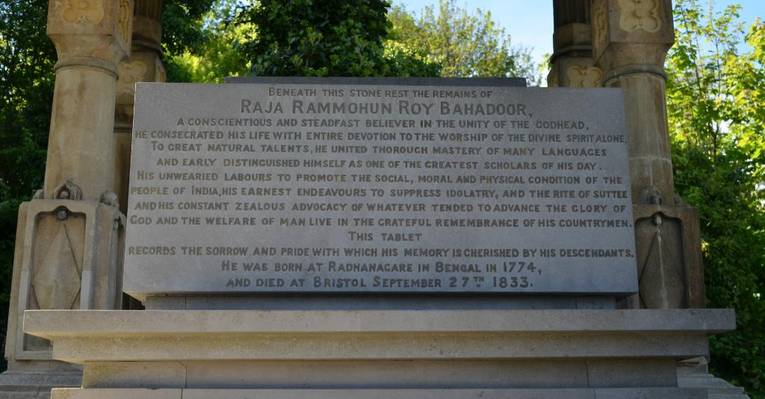 BENEATH THIS STONE REST THE REMAINS OF
RAJA RAMMOHUN ROY BAHADOOR,
A CONSCIENTIOUS AND STEADFAST BELIEVER IN THE UNITY OF THE GODHEAD,
HE CONSECRATED HIS LIFE WITH ENTIRE DEVOTION TO THE WORSHIP OF THE DIVINE SPIRIT ALONE,
TO GREAT NATURAL TALENTS, HE UNITED THOROUGH MASTERY OF MANY LANGUAGES
AND EARLY DISTINGUISHED HIMSELF AS ONE OF THE GREATEST SCHOLARS OF HIS DAY.
HIS UNWEARIED LABOURS TO PROMOTE THE SOCIAL, MORAL AND PHYSICAL CONDITION OF THE
PEOPLE OF INDIA, HIS EARNEST ENDEAVOURS TO SUPPRESS IDOLATRY, AND THE RITE OF SUTTEE
AND HIS CONSTANT ZEALOUS ADVOCACY OF WHATEVER TENDED TO ADVANCE THE GLORY OF
GOD AND THE WELFARE OF MAN LIVE IN THE GRATEFUL REMEMBRANCE OF HIS COUNTRYMEN.
THIS TABLET
RECORDS THE SORROW AND PRIDE WITH WHICH HIS MEMORY IS CHERISHED BY HIS DESCENDANTS.
HE WAS BORN AT RADHANAGARE IN BENGAL IN 1774,
AND DIED AT BRISTOL SEPTEMBER 27TH 1833.